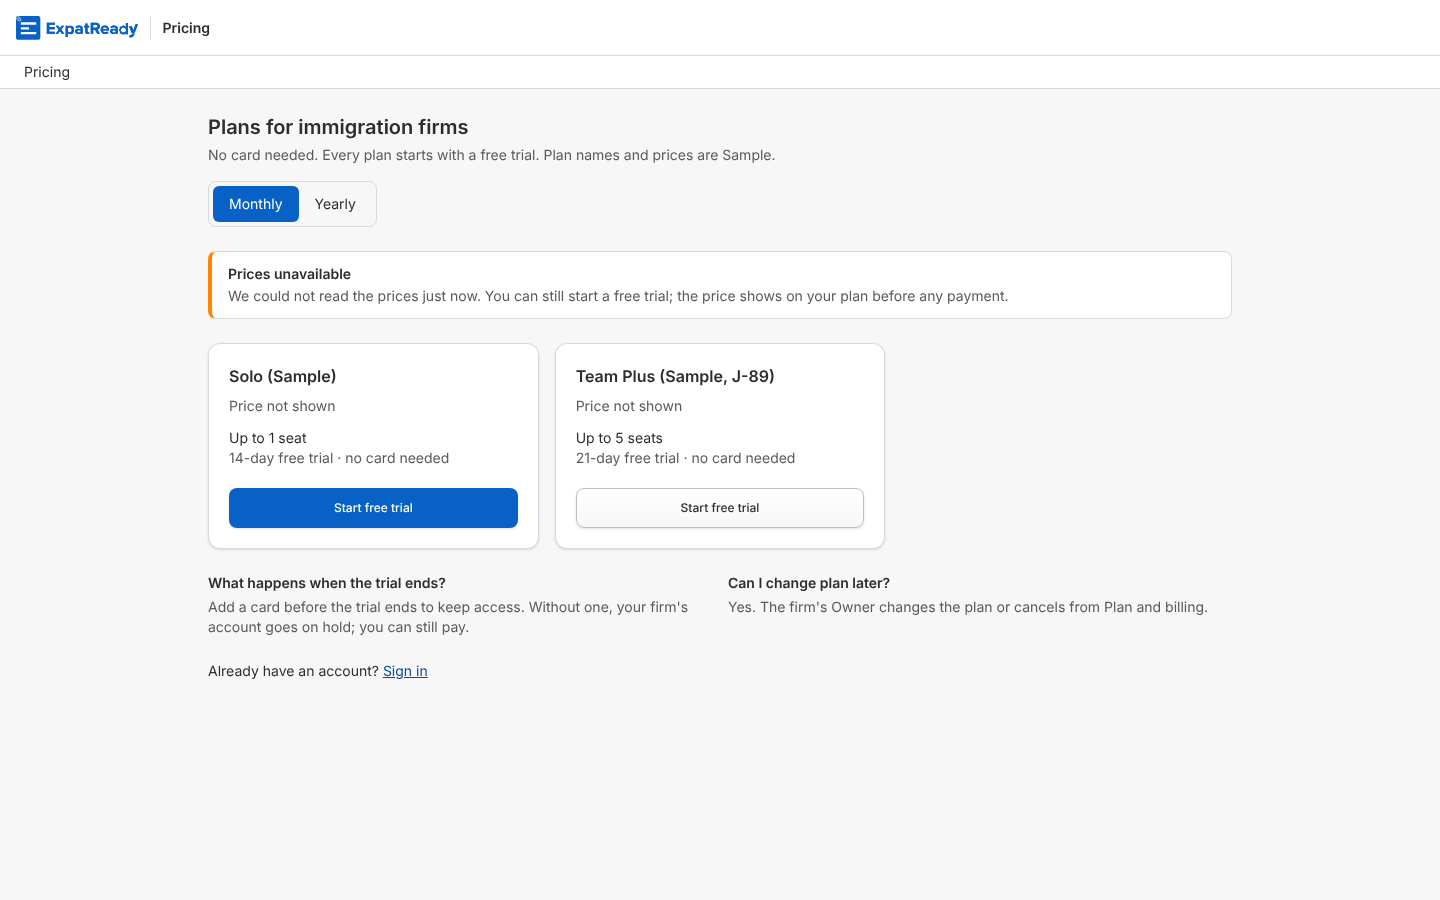 ExpatReady
Pricing
Pricing
Plans for immigration firms
No card needed. Every plan starts with a free trial. Plan names and prices are Sample.
Monthly
Yearly
Prices unavailable
We could not read the prices just now. You can still start a free trial; the price shows on your plan before any payment.
Solo (Sample)
Price not shown
Up to 1 seat
14-day free trial · no card needed
Start free trial
Team Plus (Sample, J-89)
Price not shown
Up to 5 seats
21-day free trial · no card needed
Start free trial
What happens when the trial ends?
Add a card before the trial ends to keep access. Without one, your firm's
account goes on hold; you can still pay.
Can I change plan later?
Yes. The firm's Owner changes the plan or cancels from Plan and billing.
Already have an account? Sign in